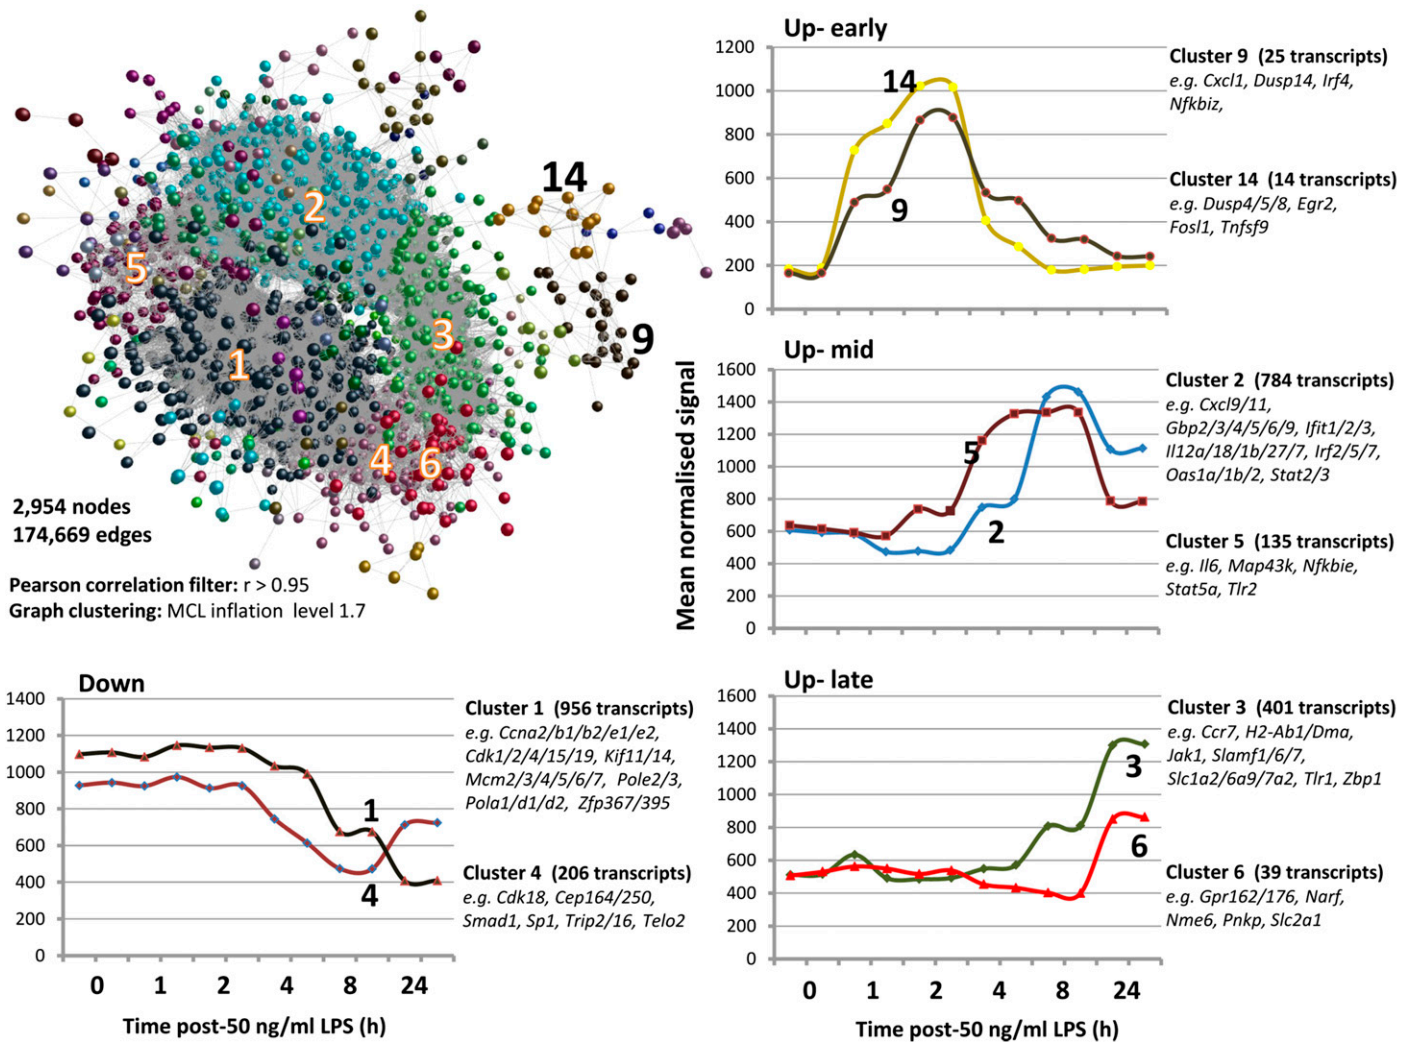 2
5
3
1
4
6
14
9
2,954 nodes
174,669 edges
Pearson correlation filter: r > 0.95
Graph clustering: MCL inflation level 1.7
Up- early
1200
1000
800
600
400
200
0
14
9
Cluster 9 (25 transcripts)
e.g. Cxcl1, Dusp14, Irf4,
Nfkbiz,
Cluster 14 (14 transcripts)
e.g. Dusp4/5/8, Egr2,
Fosl1, Tnfsf9
Mean normalised signal
Up- mid
1600
1400
1200
1000
800
600
400
200
0
5
2
Cluster 2 (784 transcripts)
e.g. Cxcl9/11,
Gbp2/3/4/5/6/9, Ifit1/2/3,
Il12a/18/1b/27/7, Irf2/5/7,
Oas1a/1b/2, Stat2/3
Cluster 5 (135 transcripts)
e.g. Il6, Map43k, Nfkbie,
Stat5a, Tlr2
Down
1400
1200
1000
800
600
400
200
0
1
4
0 1 2 4 8 24
Time post-50 ng/ml LPS (h)
Cluster 1 (956 transcripts)
e.g. Ccna2/b1/b2/e1/e2,
Cdk1/2/4/15/19, Kif11/14,
Mcm2/3/4/5/6/7, Pole2/3,
Pola1/d1/d2, Zfp367/395
Cluster 4 (206 transcripts)
e.g. Cdk18, Cep164/250,
Smad1, Sp1, Trip2/16, Telo2
Up- late
1600
1400
1200
1000
800
600
400
200
0
3
6
0 1 2 4 8 24
Time post-50 ng/ml LPS (h)
Cluster 3 (401 transcripts)
e.g. Ccr7, H2-Ab1/Dma,
Jak1, Slamf1/6/7,
Slc1a2/6a9/7a2, Tlr1, Zbp1
Cluster 6 (39 transcripts)
e.g. Gpr162/176, Narf,
Nme6, Pnkp, Slc2a1